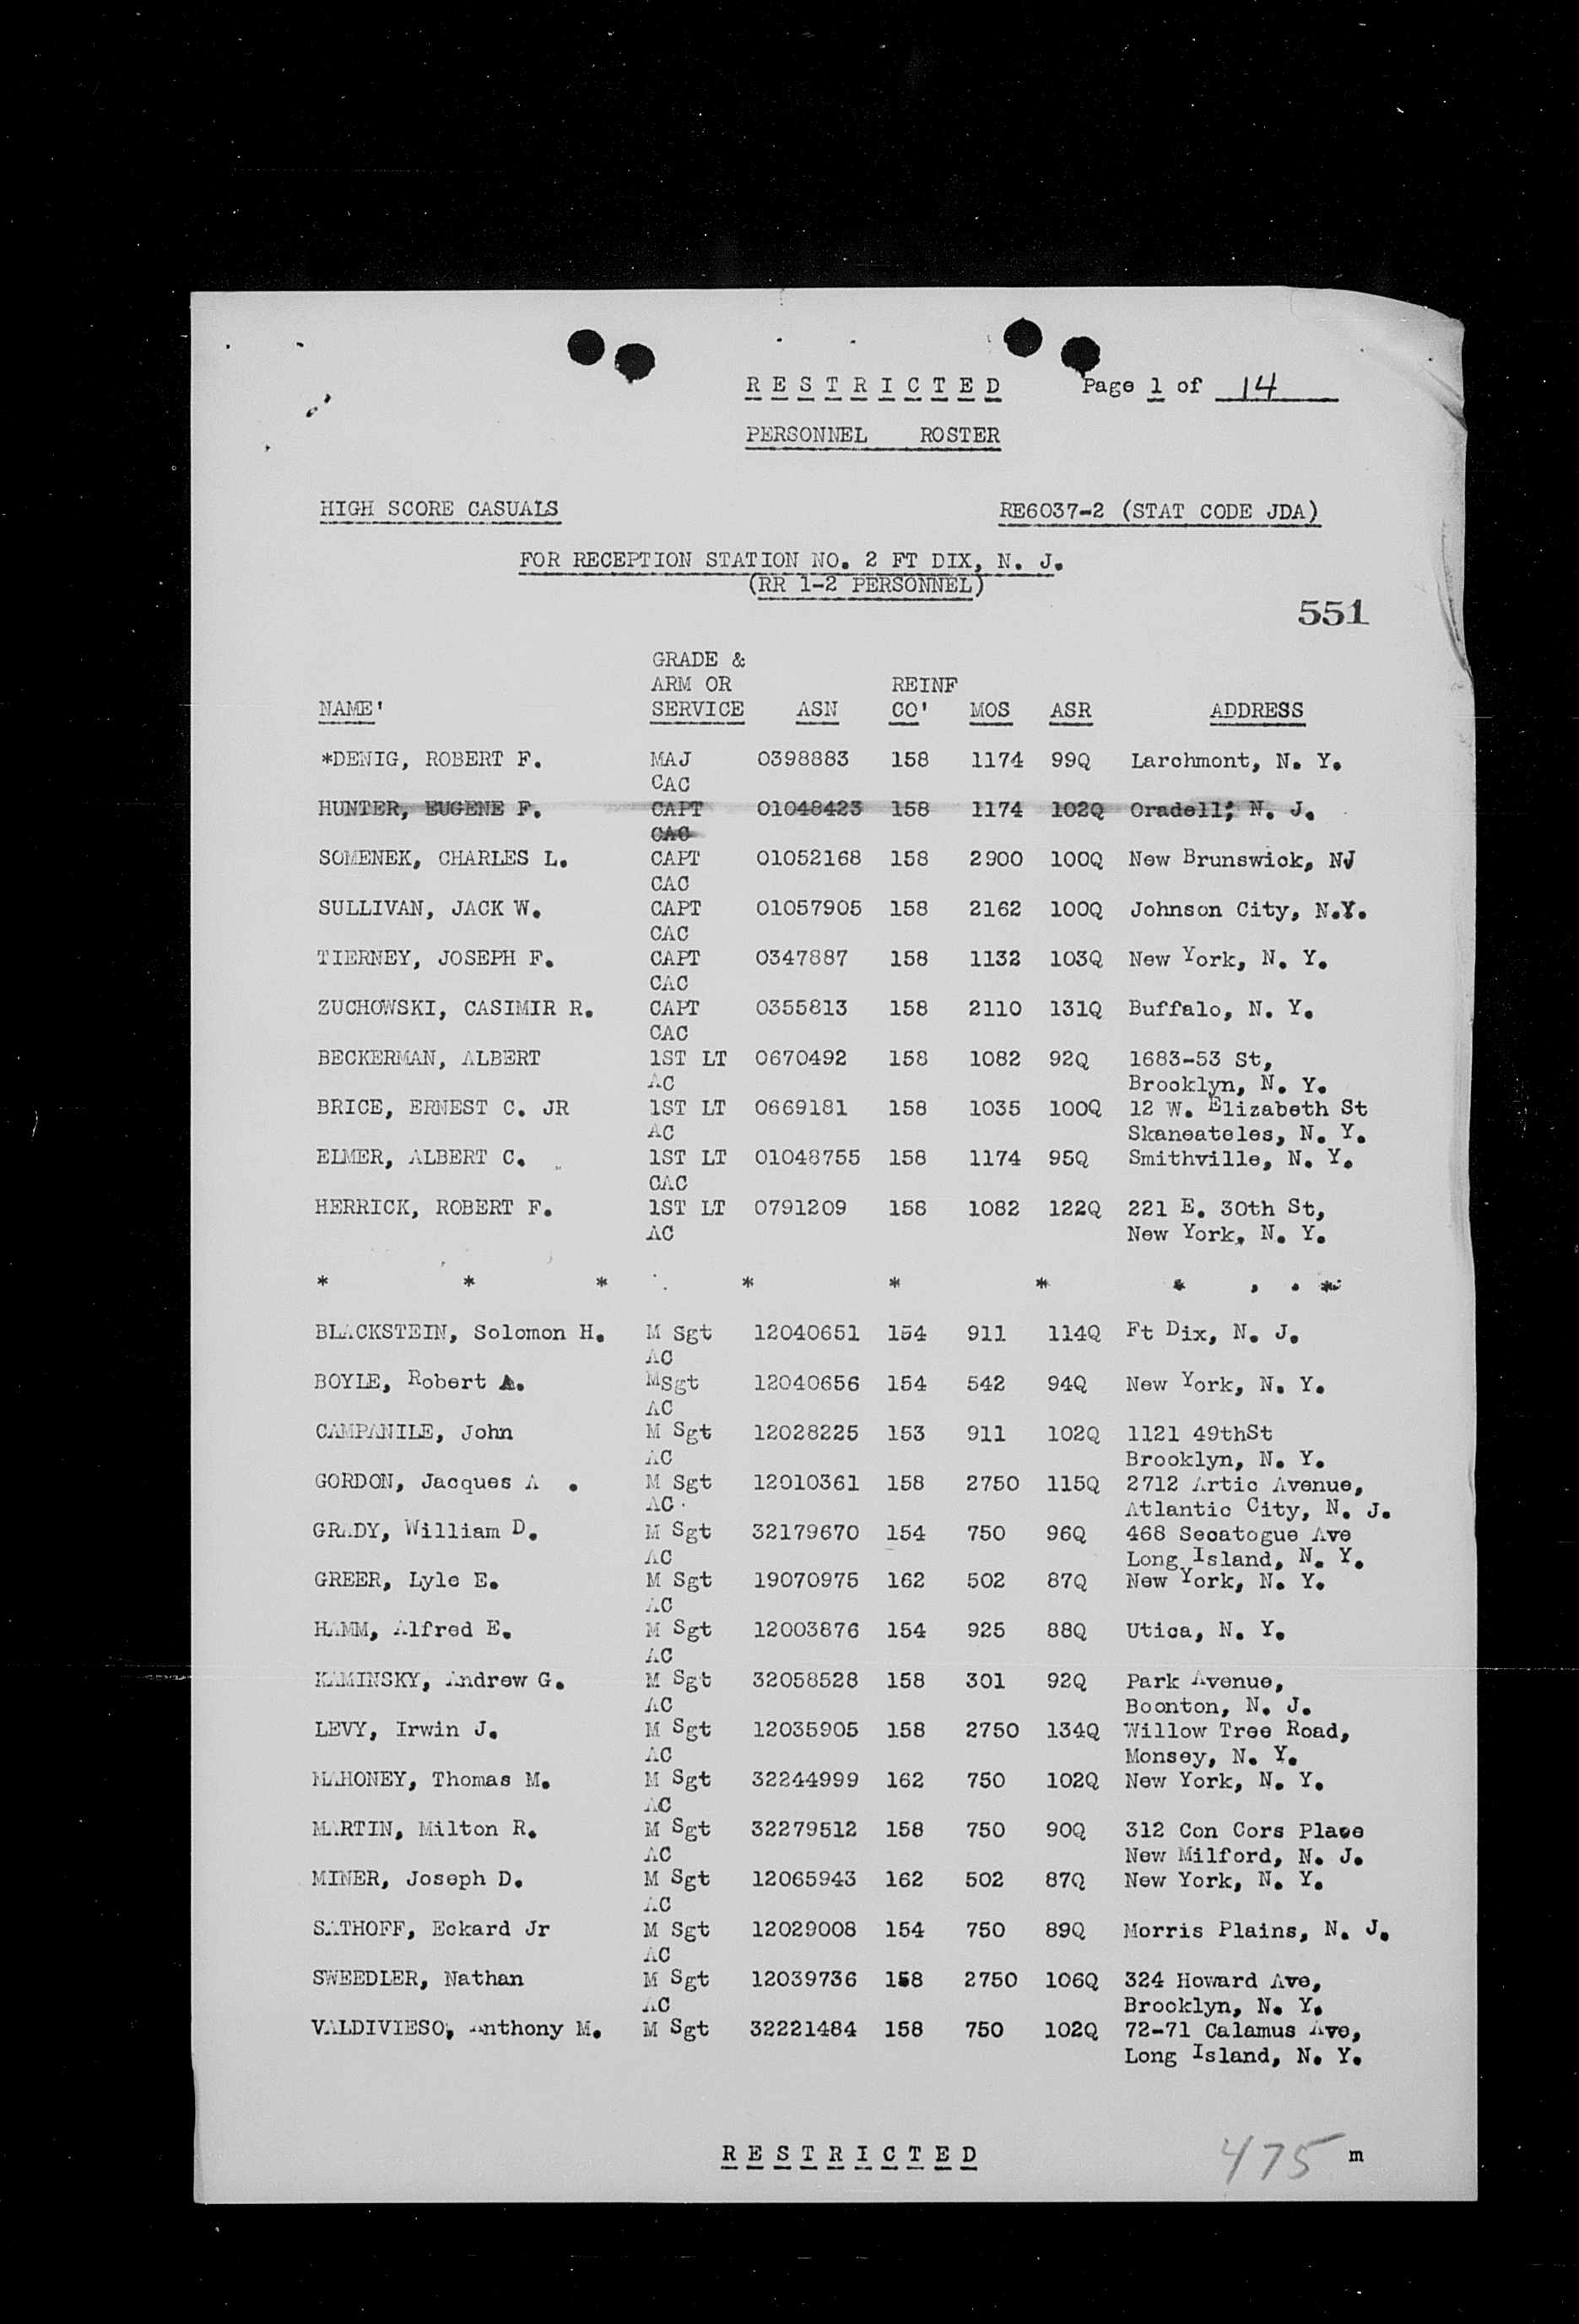 R E S T R I C T E D Page 1 of 14
PERSONNEL ROSTER
HIGH SCORE CASUALS RE6037-2 (STAT CODE JDA)
FOR RECEPTION STATION NO. 2 FT DIX, N. J.
(RR 1-2 PERSONNEL)
551
GRADE &
ARM OR REINF
NAME' SERVICE ASN CO' MOS ASR ADDRESS
*DENIG, ROBERT F. MAJ 0398883 158 1174 99Q Larchmont, N. Y.
CAC
HUNTER, EUGENE F. CAPT 01048423 158 1174 102Q Oradell; N. J.
CAC
SOMENEK, CHARLES L. CAPT 01052168 158 2900 100Q New Brunswick, NJ
CAC
SULLIVAN, JACK W. CAPT 01057905 158 2162 100Q Johnson City, N.Y.
CAC
TIERNEY, JOSEPH F. CAPT 0347887 158 1132 103Q New York, N. Y.
CAC
ZUCHOWSKI, CASIMIR R. CAPT 0355813 158 2110 131Q Buffalo, N. Y.
CAC
BECKERMAN, ALBERT 1ST LT 0670492 158 1082 92Q 1683-53 St,
AC Brooklyn, N. Y.
BRICE, ERNEST C. JR 1ST LT 0669181 158 1035 100Q 12 W. Elizabeth St
AC Skaneateles, N. Y.
ELMER, ALBERT C. 1ST LT 01048755 158 1174 95Q Smithville, N. Y.
CAC
HERRICK, ROBERT F. 1ST LT 0791209 158 1082 122Q 221 E. 30th St,
AC New York, N. Y.
* * * * * * * *
BLACKSTEIN, Solomon H. M Sgt 12040651 154 911 114Q Ft Dix, N. J.
AC
BOYLE, Robert A. MSgt 12040656 154 542 94Q New York, N. Y.
AC
CAMPANILE, John M Sgt 12028225 153 911 102Q 1121 49thSt
AC Brooklyn, N. Y.
GORDON, Jacques A . M Sgt 12010361 158 2750 115Q 2712 Artic Avenue,
AC Atlantic City, N. J.
GRADY, William D. M Sgt 32179670 154 750 96Q 468 Secatogue Ave
AC Long Island, N. Y.
GREER, Lyle E. M Sgt 19070975 162 502 87Q New York, N. Y.
AC
HAMM, Alfred E. M Sgt 12003876 154 925 88Q Utica, N. Y.
AC
KAMINSKY, Andrew G. M Sgt 32058528 158 301 92Q Park Avenue,
AC Boonton, N. J.
LEVY, Irwin J. M Sgt 12035905 158 2750 134Q Willow Tree Road,
AC Monsey, N. Y.
MAHONEY, Thomas M. M Sgt 32244999 162 750 102Q New York, N. Y.
AC
MARTIN, Milton R. M Sgt 32279512 158 750 90Q 312 Con Cors Place
AC New Milford, N. J.
MINER, Joseph D. M Sgt 12065943 162 502 87Q New York, N. Y.
AC
SATHOFF, Eckard Jr M Sgt 12029008 154 750 89Q Morris Plains, N. J.
AC
SWEEDLER, Nathan M Sgt 12039736 158 2750 106Q 324 Howard Ave,
AC Brooklyn, N. Y.
VALDIVIESO, Anthony M. M Sgt 32221484 158 750 102Q 72-71 Calamus Ave,
Long Island, N. Y.
R E S T R I C T E D 475 m